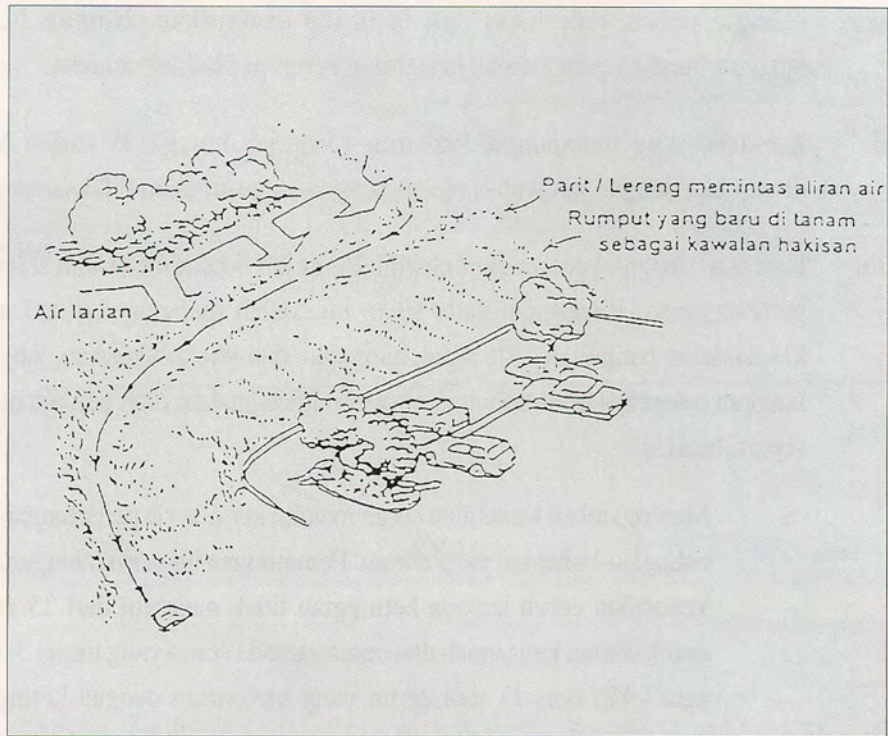 Parit / Lereng memintas aliran air
Rumput yang baru di tanam
sebagai kawalan hakisan
Air larian